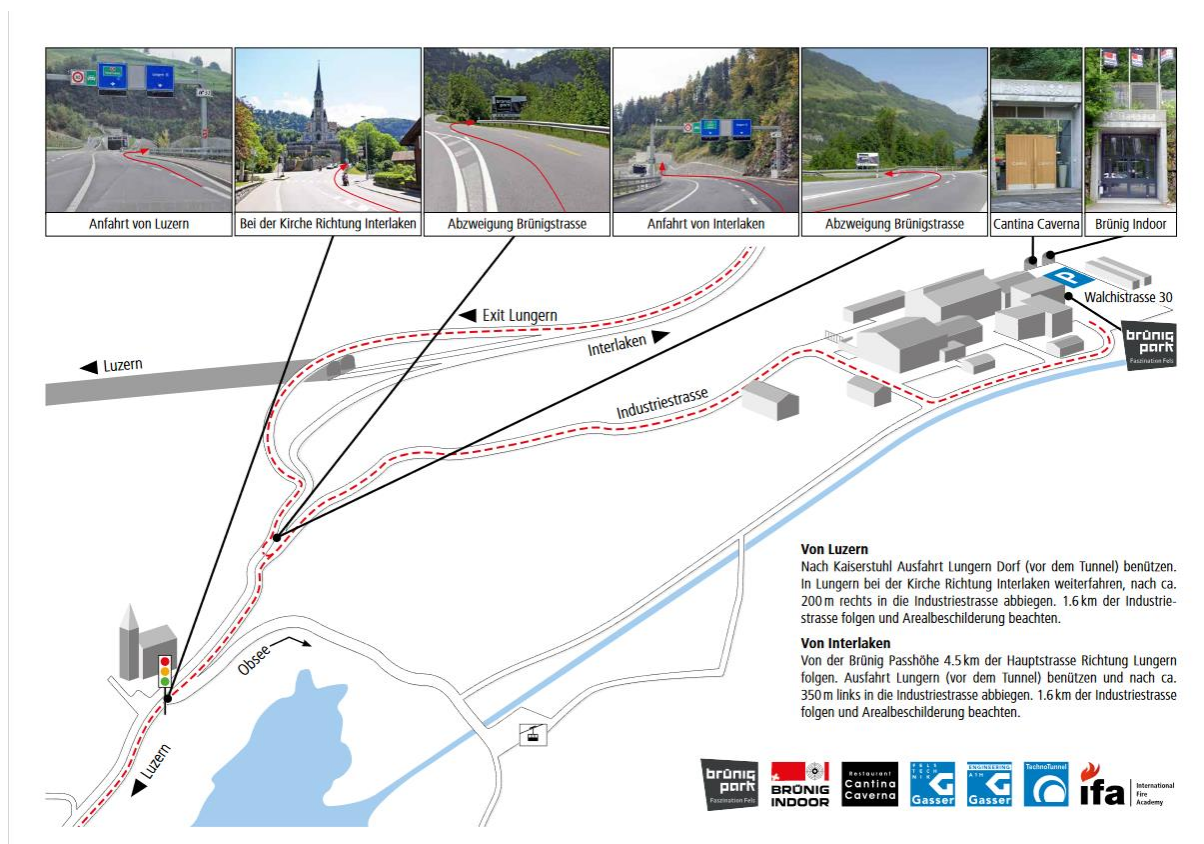 Anfahrt von Luzern
Bei der Kirche Richtung Interlaken
Abzweigung Brünigstrasse
Anfahrt von Interlaken
Abzweigung Brünigstrasse
Cantina Caverna
Brünig Indoor
Exit Lungern
Interlaken
Luzern
Industriestrasse
P
Walchistrasse 30
brünig
park
Faszination Fels
Obsee
Luzern
Von Luzern
Nach Kaiserstuhl Ausfahrt Lungern Dorf (vor dem Tunnel) benützen.
In Lungern bei der Kirche Richtung Interlaken weiterfahren, nach ca.
200 m rechts in die Industriestrasse abbiegen. 1.6 km der Industrie-
strasse folgen und Arealbeschilderung beachten.
Von Interlaken
Von der Brünig Passhöhe 4.5 km der Hauptstrasse Richtung Lungern
folgen. Ausfahrt Lungern (vor dem Tunnel) benützen und nach ca.
350 m links in die Industriestrasse abbiegen. 1.6 km der Industriestrasse
folgen und Arealbeschilderung beachten.
brünig
park
Faszination Fels
BRÜNIG
INDOOR
Restaurant
Cantina
Caverna
FELS
TECH
NIK
Gasser
ENGINEERING
ATH
Gasser
TechnoTunnel
ifa
International
Fire
Academy